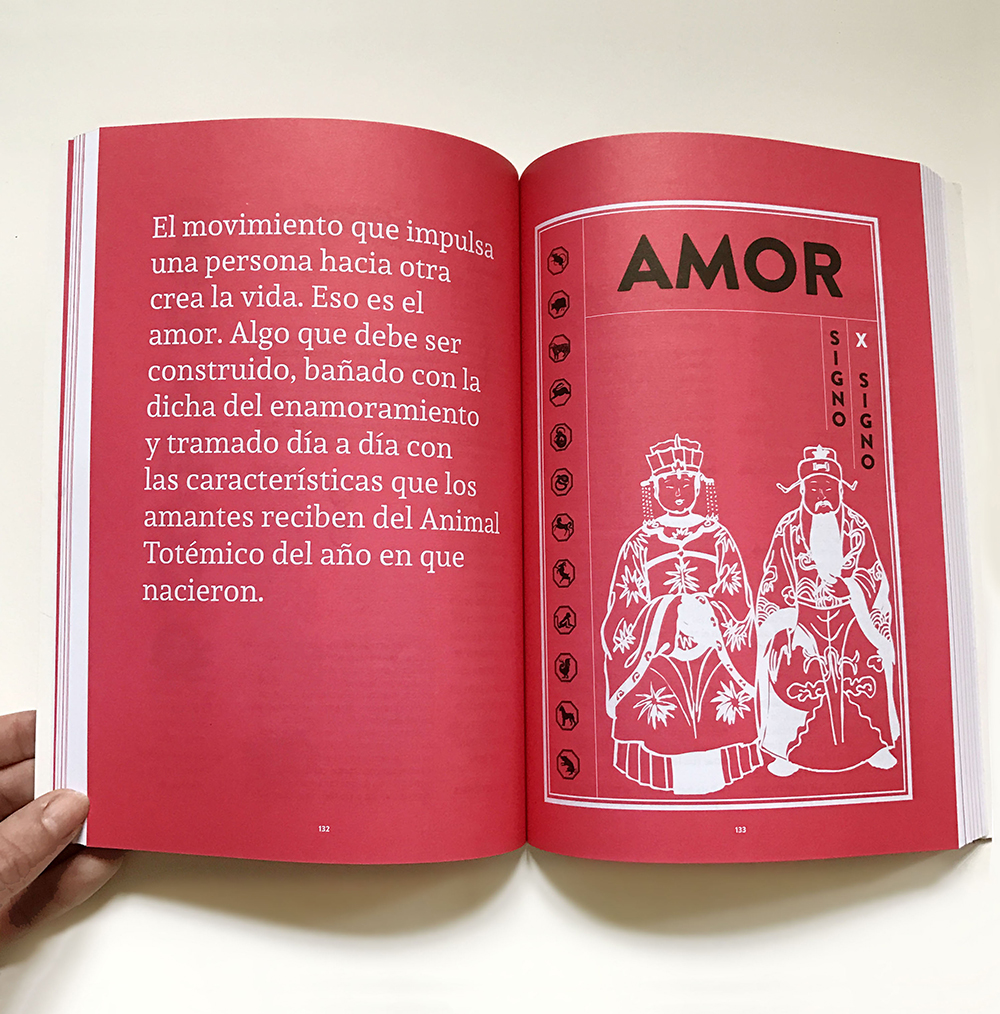 El movimiento que impulsa
una persona hacia otra
crea la vida. Eso es el
amor. Algo que debe ser
construido, bañado con la
dicha del enamoramiento
y tramado día a día con
las características que los
amantes reciben del Animal
Totémico del año en que
nacieron.
132
AMOR
SIGNO
X SIGNO
133